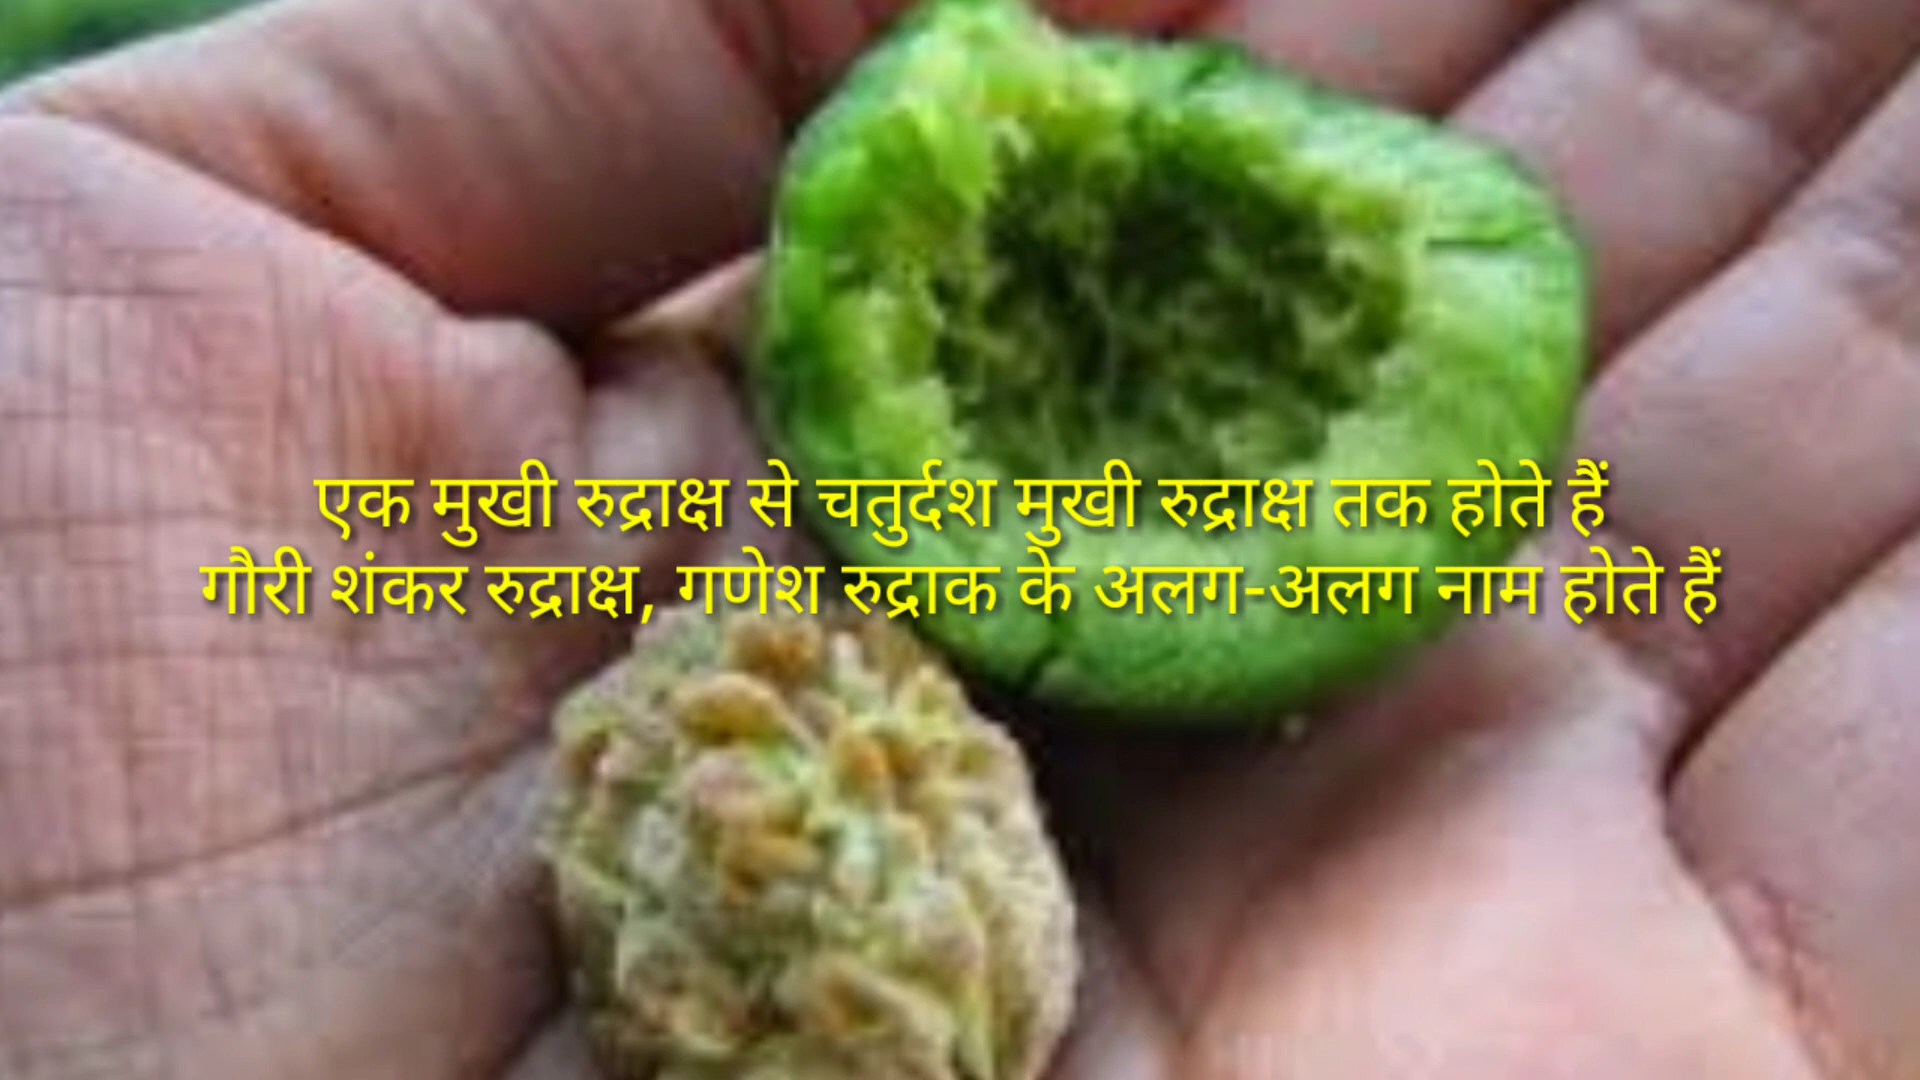 एक मुखी रुद्राक्ष से चतुर्दश मुखी रुद्राक्ष तक होते हैं
गौरी शंकर रुद्राक्ष, गणेश रुद्राक के अलग-अलग नाम होते हैं